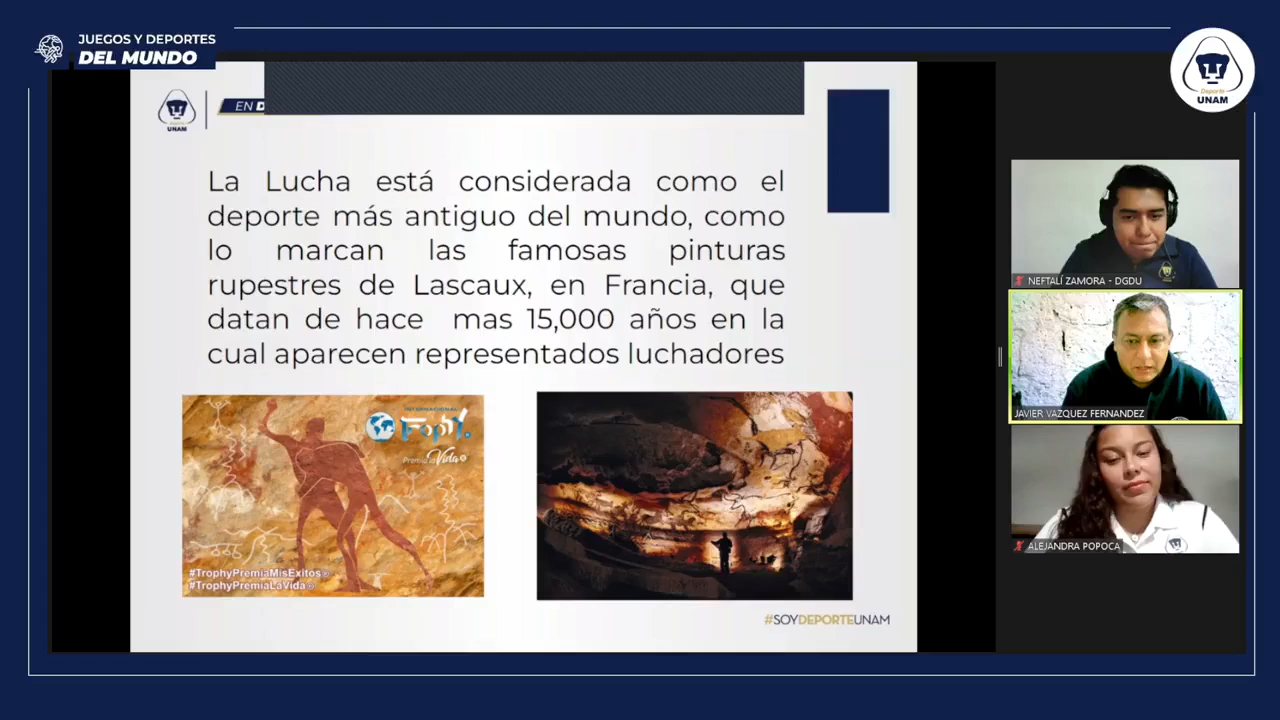 JUEGOS Y DEPORTES
DEL MUNDO
Deporte
UNAM
UNAM
EN D
La Lucha está considerada como el
deporte más antiguo del mundo, como
lo marcan las famosas pinturas
rupestres de Lascaux, en Francia, que
datan de hace mas 15,000 años en la
cual aparecen representados luchadores
INTERNACIONAL
TROPHY
Premia la Vida®
#TrophyPremiaMisExitos®
#TrophyPremiaLaVida®
#SOYDEPORTEUNAM
NEFTALÍ ZAMORA - DGDU
JAVIER VAZQUEZ FERNANDEZ
ALEJANDRA POPOCA